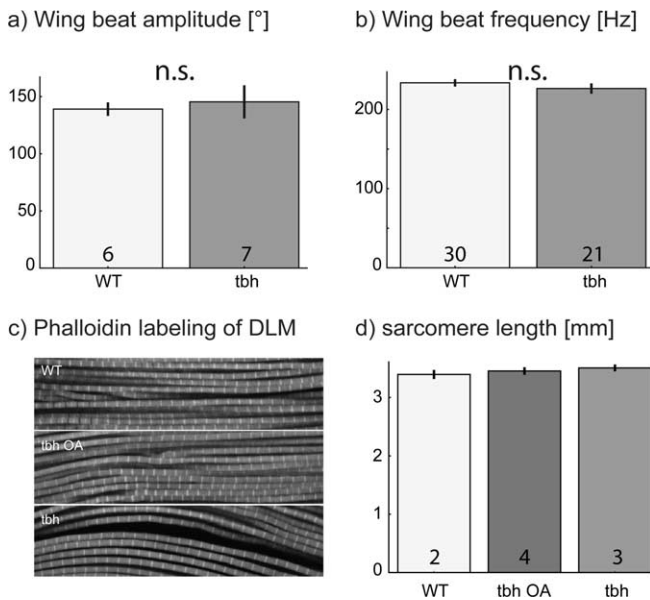 a) Wing beat amplitude [°]
n.s.
150
100
50
0
6
7
WT
tbh
b) Wing beat frequency [Hz]
n.s.
200
100
0
30
21
WT
tbh
c) Phalloidin labeling of DLM
WT
tbh OA
tbh
d) sarcomere length [mm]
3
2
1
0
2
4
3
WT
tbh OA
tbh